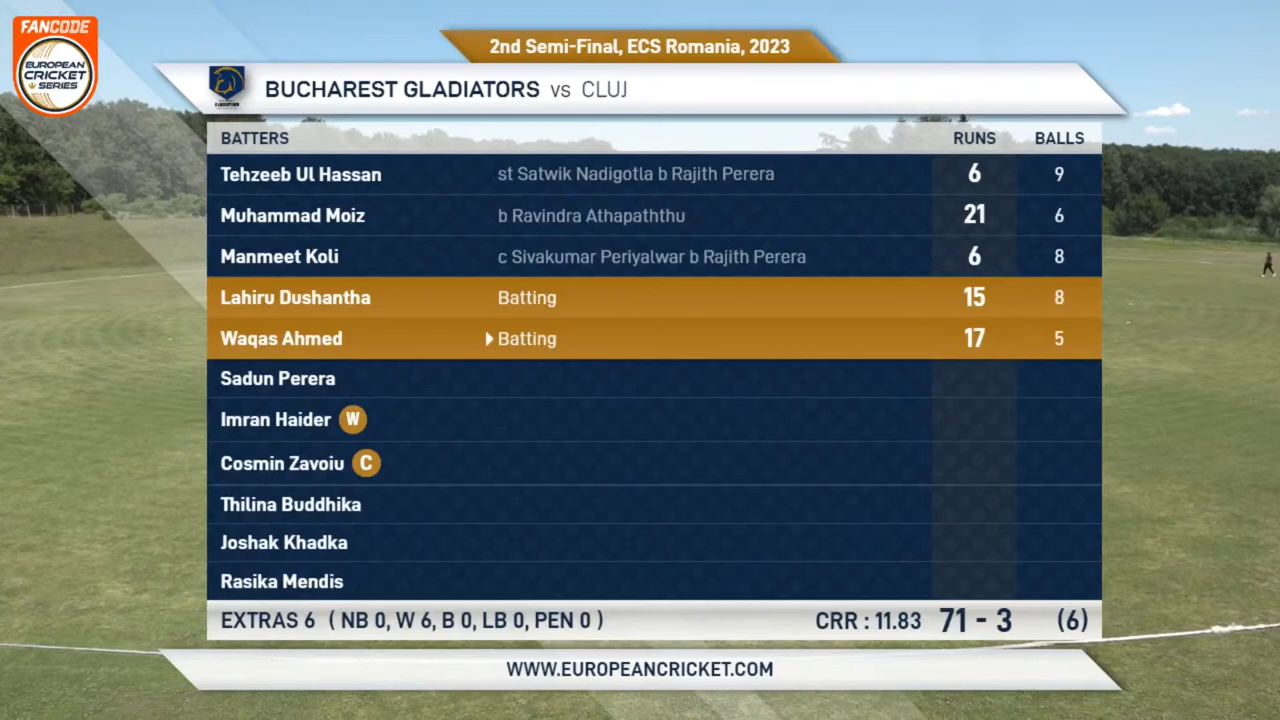 FANCODE
EUROPEAN
CRICKET
SERIES
2nd Semi-Final, ECS Romania, 2023
BUCHAREST GLADIATORS vs CLUJ
BATTERS RUNS BALLS
Tehzeeb Ul Hassan st Satwik Nadigotla b Rajith Perera 6 9
Muhammad Moiz b Ravindra Athapaththu 21 6
Manmeet Koli c Sivakumar Periyalwar b Rajith Perera 6 8
Lahiru Dushantha Batting 15 8
Waqas Ahmed Batting 17 5
Sadun Perera
Imran Haider W
Cosmin Zavoiu C
Thilina Buddhika
Joshak Khadka
Rasika Mendis
EXTRAS 6 ( NB 0, W 6, B 0, LB 0, PEN 0 ) CRR : 11.83 71 - 3 (6)
WWW.EUROPEANCRICKET.COM